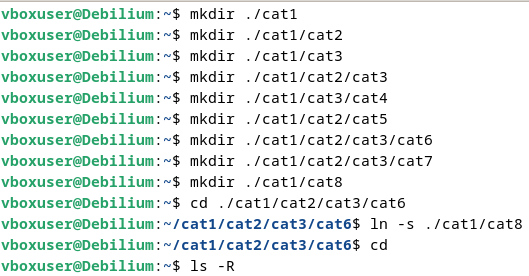 vboxuser@Debilium:~$ mkdir ./cat1
vboxuser@Debilium:~$ mkdir ./cat1/cat2
vboxuser@Debilium:~$ mkdir ./cat1/cat3
vboxuser@Debilium:~$ mkdir ./cat1/cat2/cat3
vboxuser@Debilium:~$ mkdir ./cat1/cat3/cat4
vboxuser@Debilium:~$ mkdir ./cat1/cat2/cat5
vboxuser@Debilium:~$ mkdir ./cat1/cat2/cat3/cat6
vboxuser@Debilium:~$ mkdir ./cat1/cat2/cat3/cat7
vboxuser@Debilium:~$ mkdir ./cat1/cat8
vboxuser@Debilium:~$ cd ./cat1/cat2/cat3/cat6
vboxuser@Debilium:~/cat1/cat2/cat3/cat6$ ln -s ./cat1/cat8
vboxuser@Debilium:~/cat1/cat2/cat3/cat6$ cd
vboxuser@Debilium:~$ ls -R